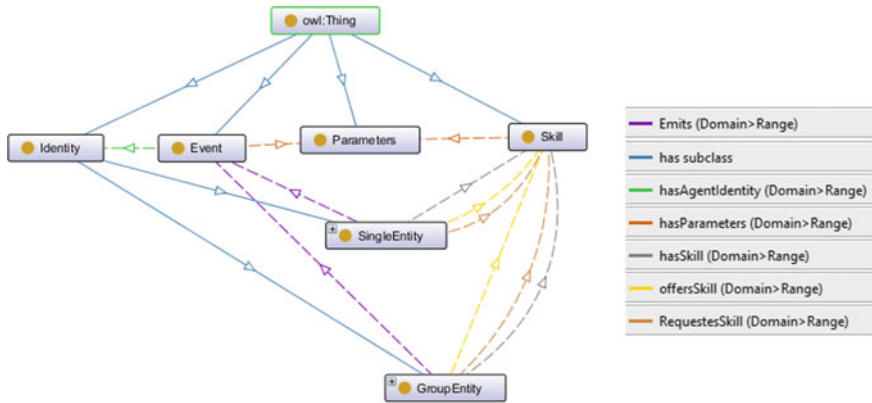 owl:Thing
Identity
Event
Parameters
Skill
SingleEntity
GroupEntity
Emits (Domain>Range)
has subclass
hasAgentIdentity (Domain>Range)
hasParameters (Domain>Range)
hasSkill (Domain>Range)
offersSkill (Domain>Range)
RequestesSkill (Domain>Range)